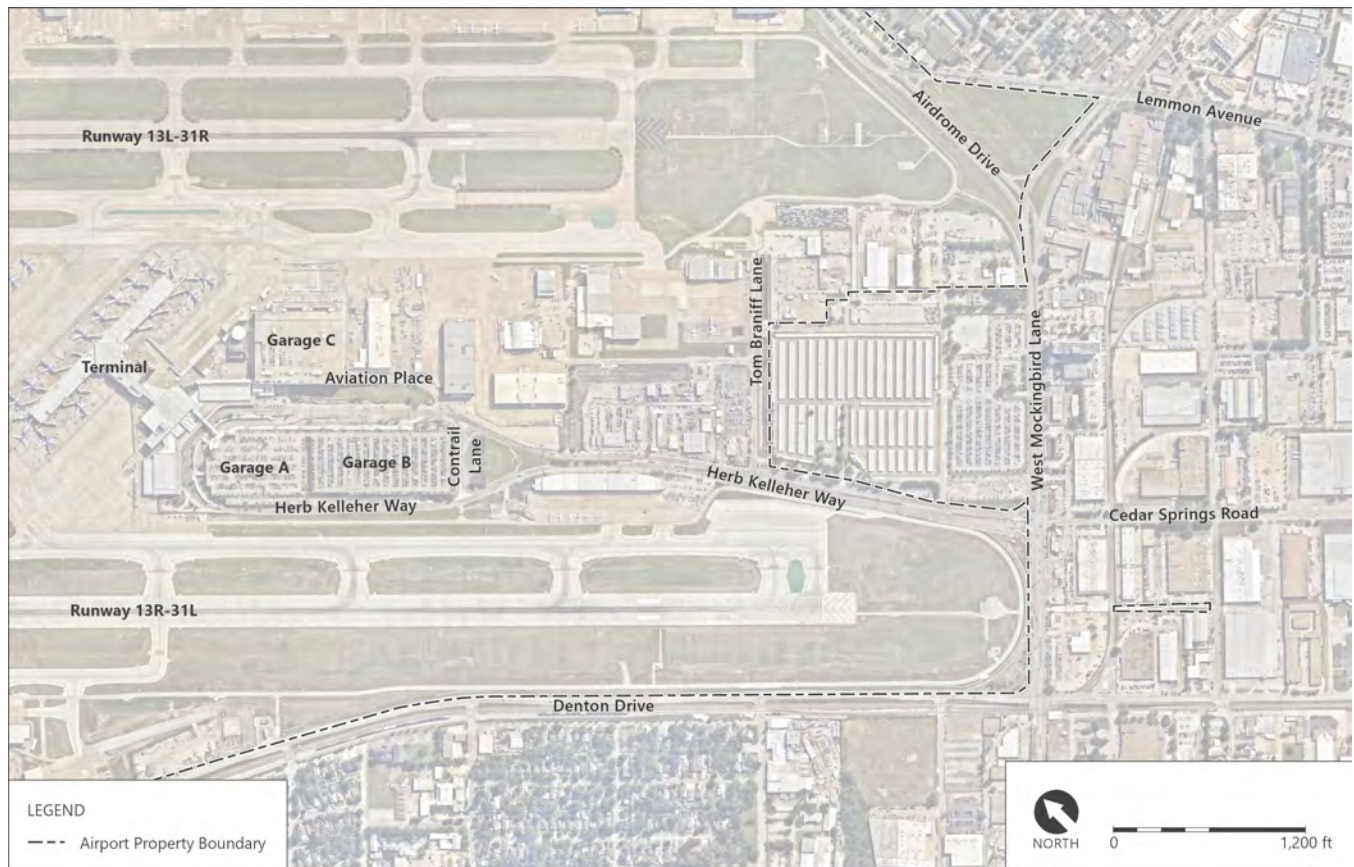 Lemmon Avenue
Airdrome Drive
Runway 13L-31R
Tom Braniff Lane
West Mockingbird Lane
Garage C
Terminal
Aviation Place
Contrail
Lane
Garage A
Garage B
Herb Kelleher Way
Herb Kelleher Way
Cedar Springs Road
Runway 13R-31L
Denton Drive
LEGEND
Airport Property Boundary
NORTH
0
1,200 ft